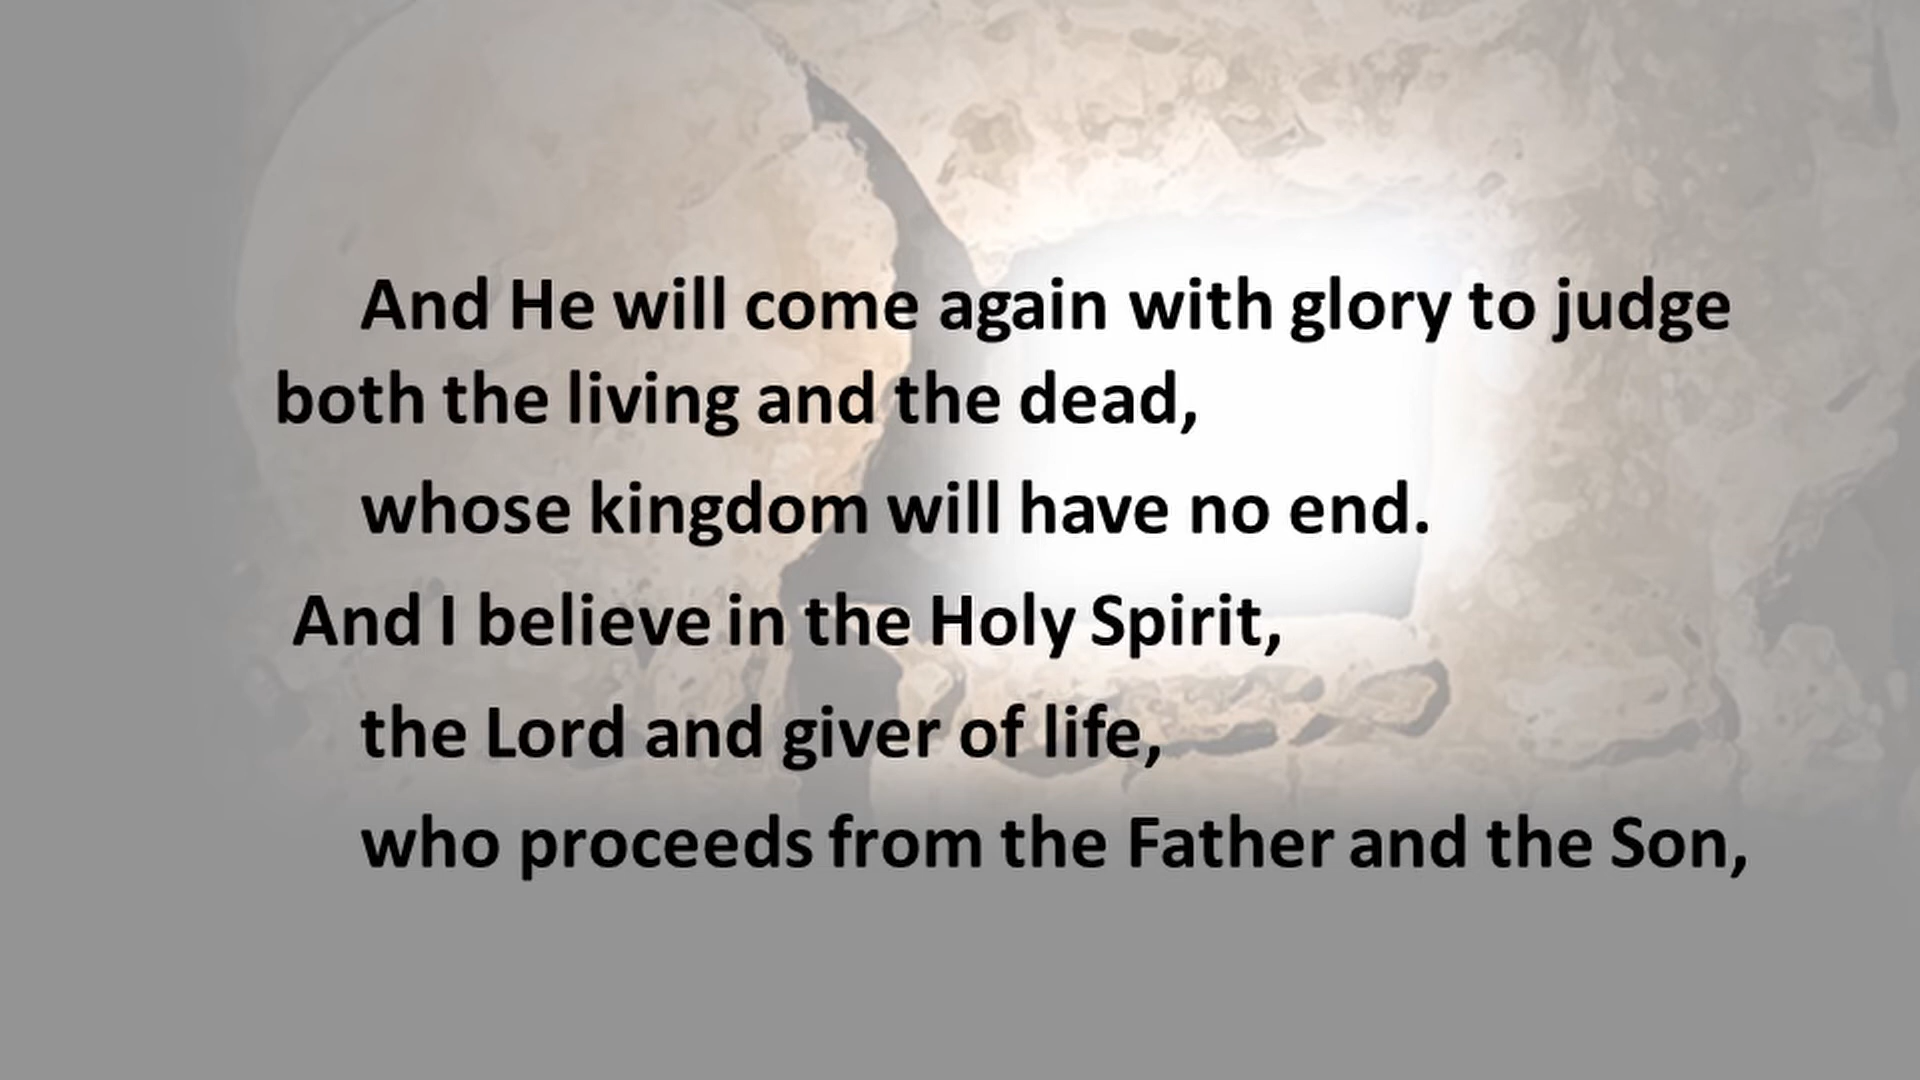 And He will come again with glory to judge
both the living and the dead,
whose kingdom will have no end.
And I believe in the Holy Spirit,
the Lord and giver of life,
who proceeds from the Father and the Son,